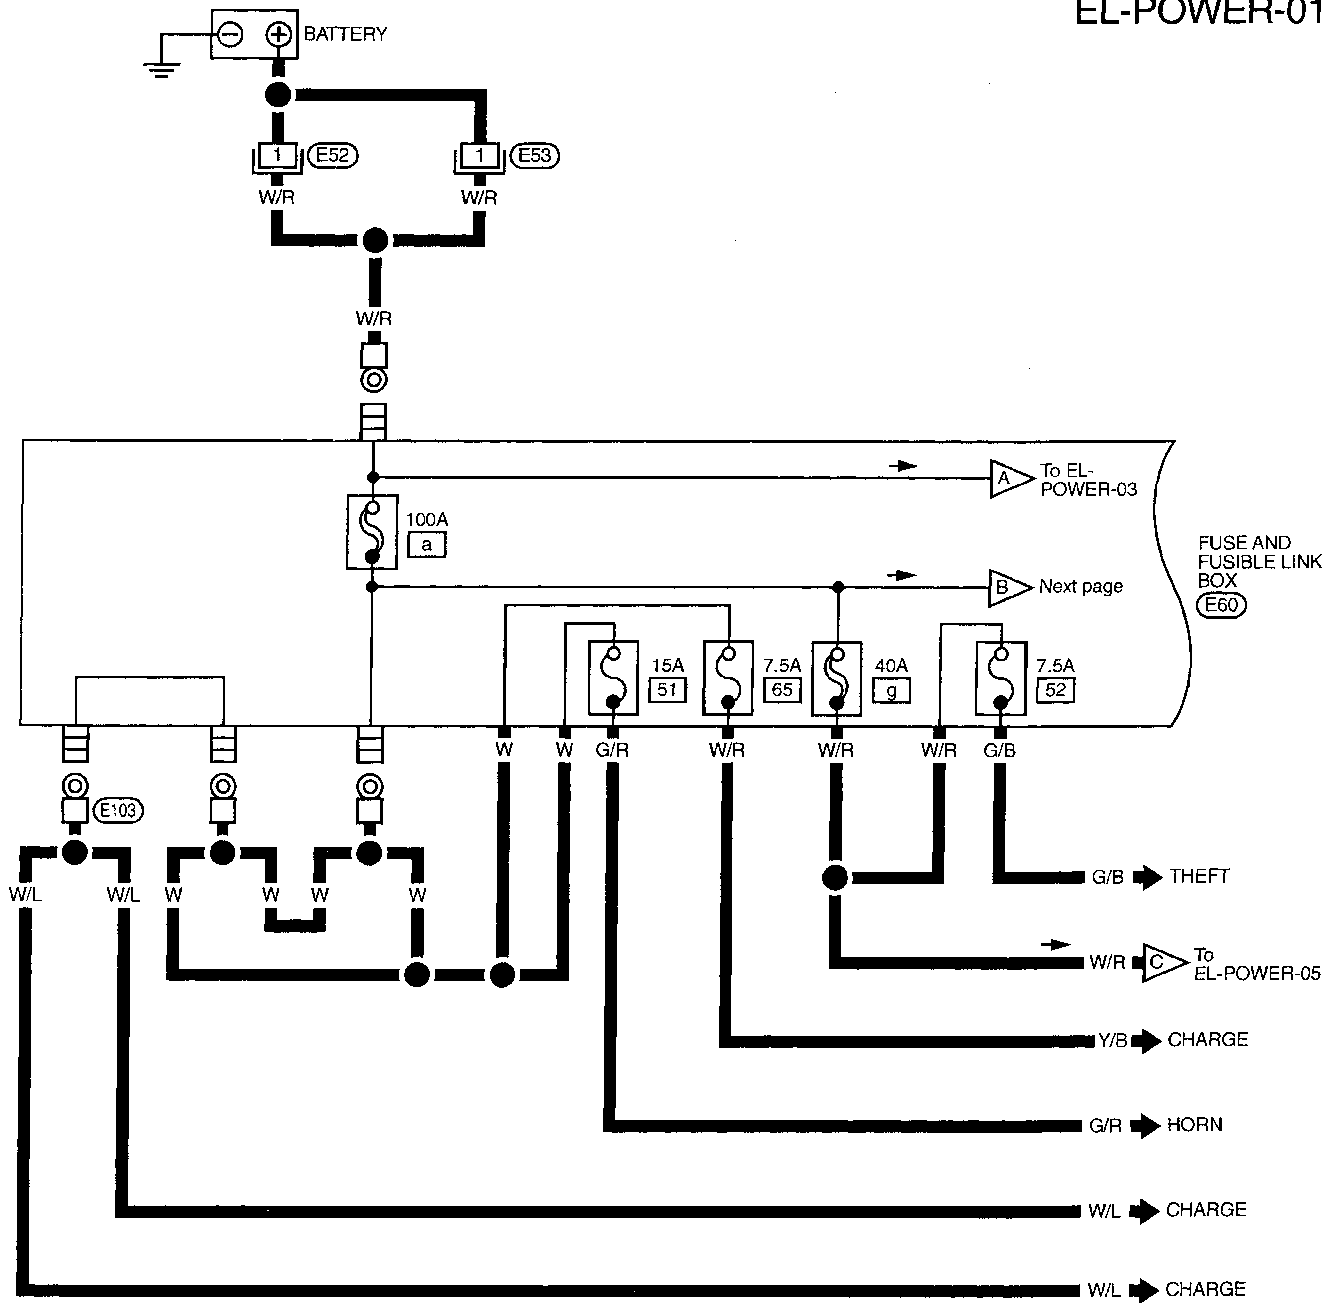 EL-POWER-01
BATTERY
1 E52
1 E53
W/R W/R
W/R
A To EL-
POWER-03
100A
a
FUSE AND
FUSIBLE LINK
BOX
E60
B Next page
15A
51
7.5A
65
40A
g
7.5A
52
W W G/R W/R W/R W/R G/B
E103
W/L W/L W W W W
G/B THEFT
W/R C To
EL-POWER-05
Y/B CHARGE
G/R HORN
W/L CHARGE
W/L CHARGE